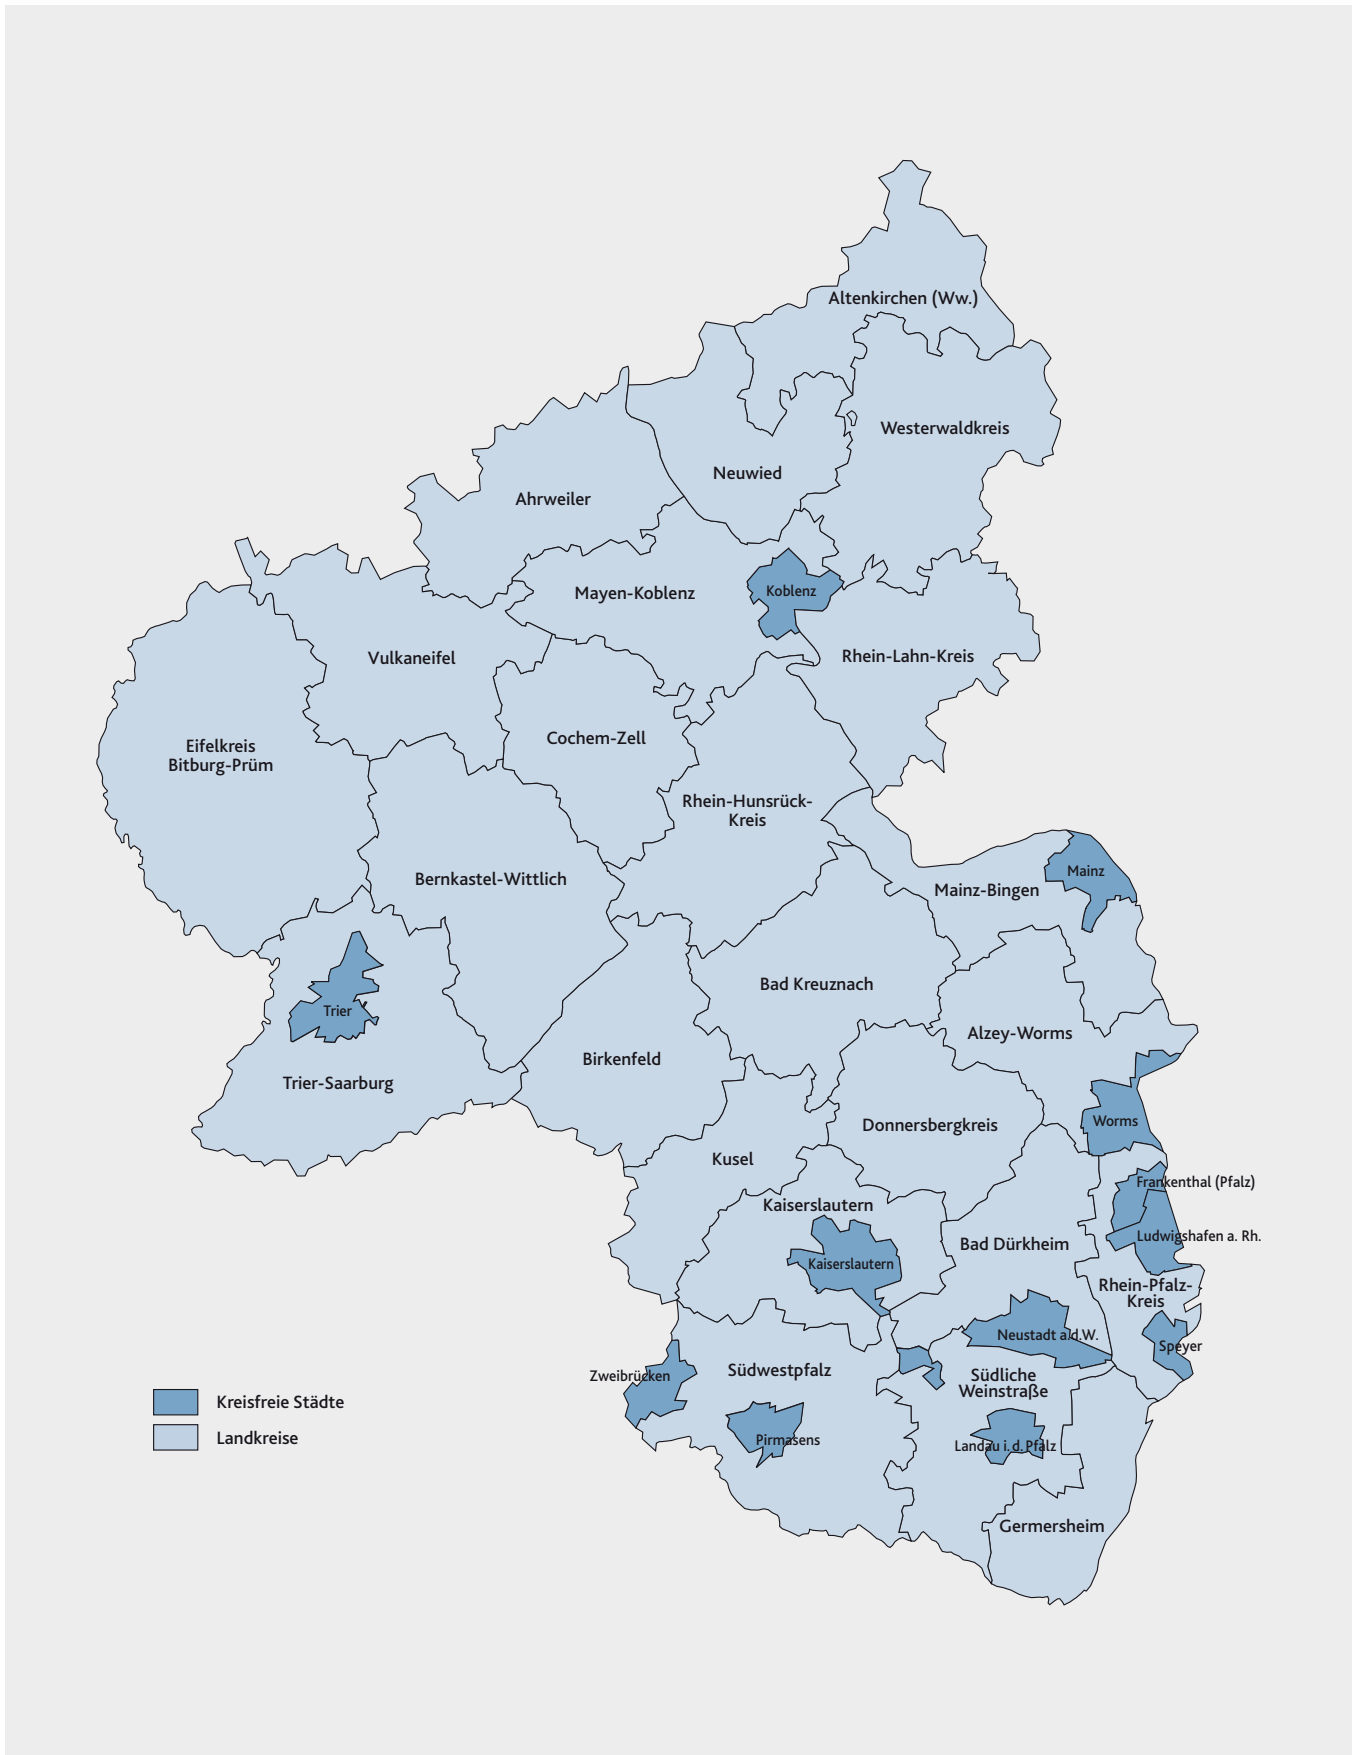 Altenkirchen (Ww.)
Westerwaldkreis
Neuwied
Ahrweiler
Mayen-Koblenz
Koblenz
Rhein-Lahn-Kreis
Vulkaneifel
Cochem-Zell
Eifelkreis
Bitburg-Prüm
Rhein-Hunsrück-
Kreis
Mainz
Bernkastel-Wittlich
Mainz-Bingen
Bad Kreuznach
Trier
Alzey-Worms
Birkenfeld
Trier-Saarburg
Worms
Donnersbergkreis
Kusel
Frankenthal (Pfalz)
Kaiserslautern
Ludwigshafen a. Rh.
Bad Dürkheim
Kaiserslautern
Rhein-Pfalz-
Kreis
Neustadt a.d.W.
Speyer
Südwestpfalz
Zweibrücken
Südliche
Weinstraße
Kreisfreie Städte
Landkreise
Pirmasens
Landau i. d. Pfalz
Germersheim